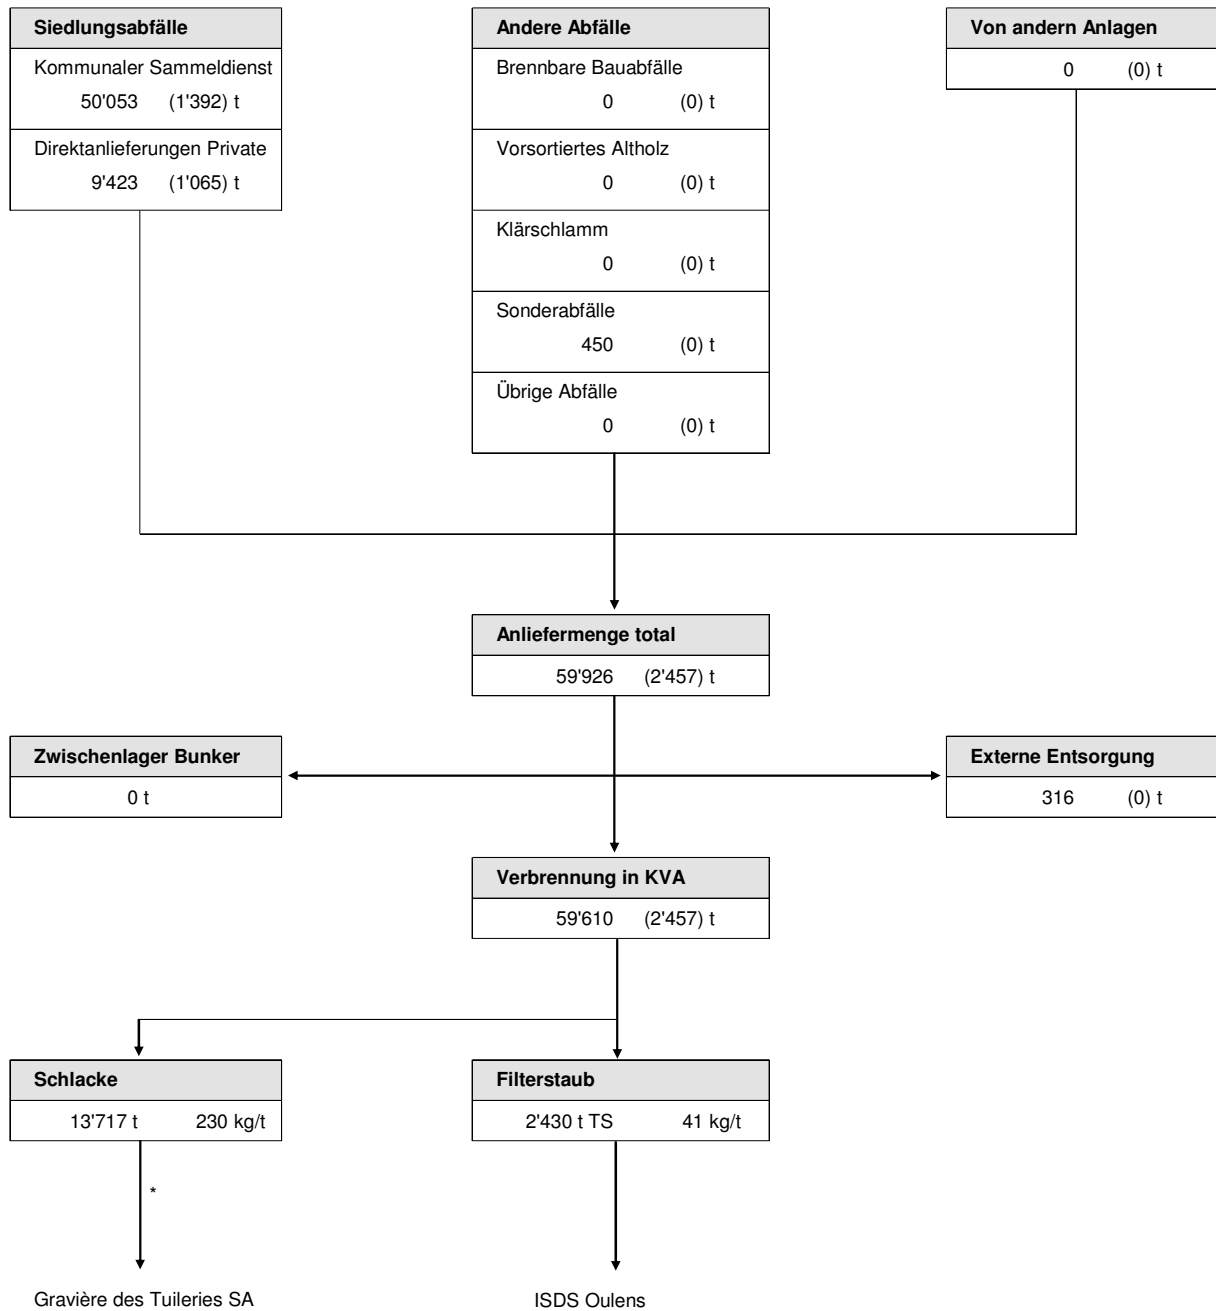 Siedlungsabfälle
Kommunaler Sammeldienst
50'053 (1'392) t
Direktanlieferungen Private
9'423 (1'065) t
Andere Abfälle
Brennbare Bauabfälle
0 (0) t
Vorsortiertes Altholz
0 (0) t
Klärschlamm
0 (0) t
Sonderabfälle
450 (0) t
Übrige Abfälle
0 (0) t
Von andern Anlagen
0 (0) t
Anliefermenge total
59'926 (2'457) t
Zwischenlager Bunker
0 t
Externe Entsorgung
316 (0) t
Verbrennung in KVA
59'610 (2'457) t
Schlacke
13'717 t 230 kg/t
Filterstaub
2'430 t TS 41 kg/t
*
Gravière des Tuileries SA
ISDS Oulens